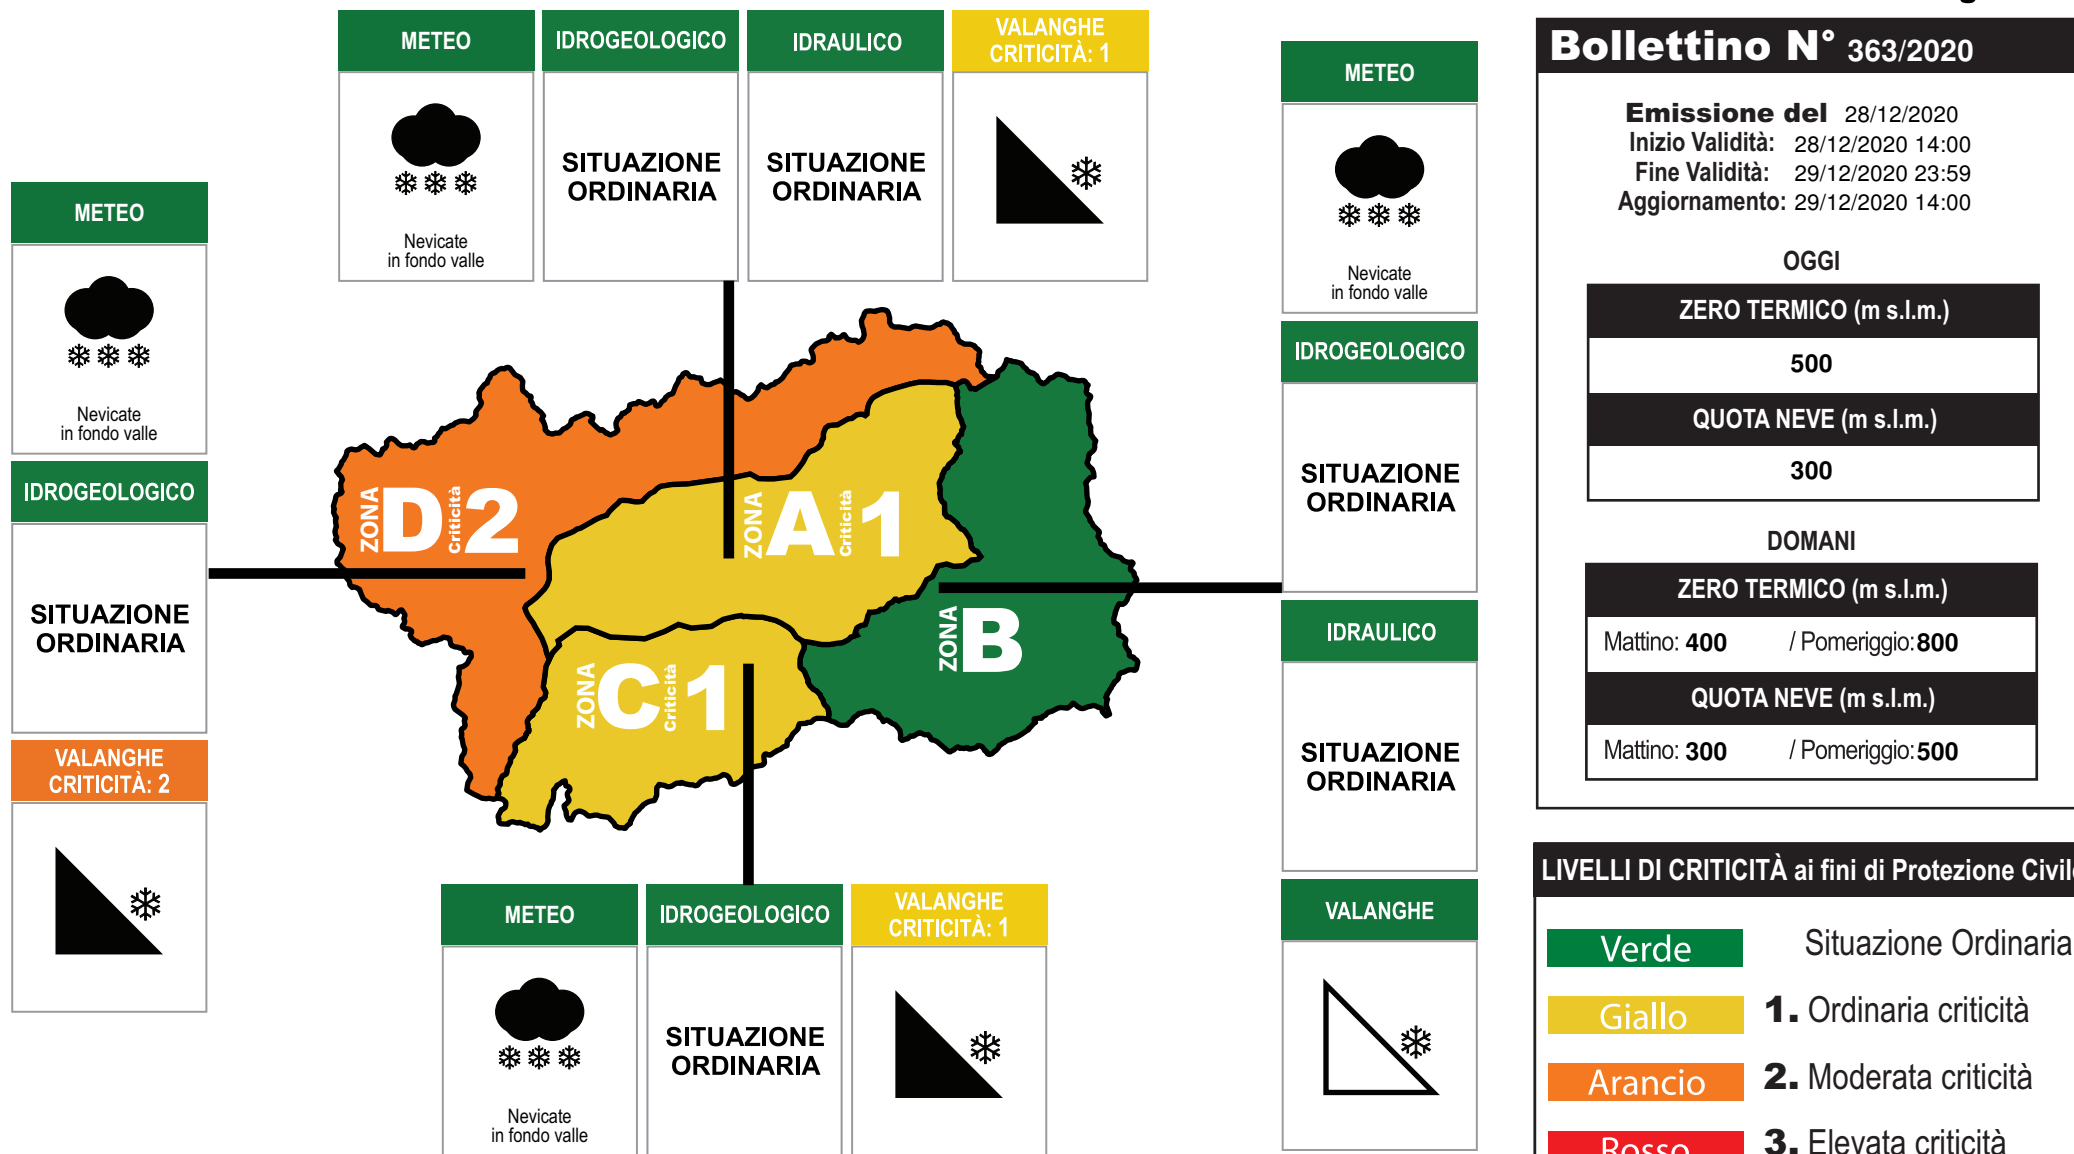 METEO
Nevicate
in fondo valle
IDROGEOLOGICO
SITUAZIONE
ORDINARIA
IDRAULICO
SITUAZIONE
ORDINARIA
VALANGHE
CRITICITÀ: 1
METEO
Nevicate
in fondo valle
IDROGEOLOGICO
SITUAZIONE
ORDINARIA
VALANGHE
CRITICITÀ: 2
ZONA D Criticità 2
ZONA A Criticità 1
ZONA B
ZONA C Criticità 1
METEO
Nevicate
in fondo valle
IDROGEOLOGICO
SITUAZIONE
ORDINARIA
VALANGHE
CRITICITÀ: 1
METEO
Nevicate
in fondo valle
IDROGEOLOGICO
SITUAZIONE
ORDINARIA
IDRAULICO
SITUAZIONE
ORDINARIA
VALANGHE
Bollettino N° 363/2020
Emissione del 28/12/2020
Inizio Validità: 28/12/2020 14:00
Fine Validità: 29/12/2020 23:59
Aggiornamento: 29/12/2020 14:00
OGGI
ZERO TERMICO (m s.l.m.)
500
QUOTA NEVE (m s.l.m.)
300
DOMANI
ZERO TERMICO (m s.l.m.)
Mattino: 400 / Pomeriggio: 800
QUOTA NEVE (m s.l.m.)
Mattino: 300 / Pomeriggio: 500
LIVELLI DI CRITICITÀ ai fini di Protezione Civile
Verde Situazione Ordinaria
Giallo 1. Ordinaria criticità
Arancio 2. Moderata criticità
Rosso 3. Elevata criticità